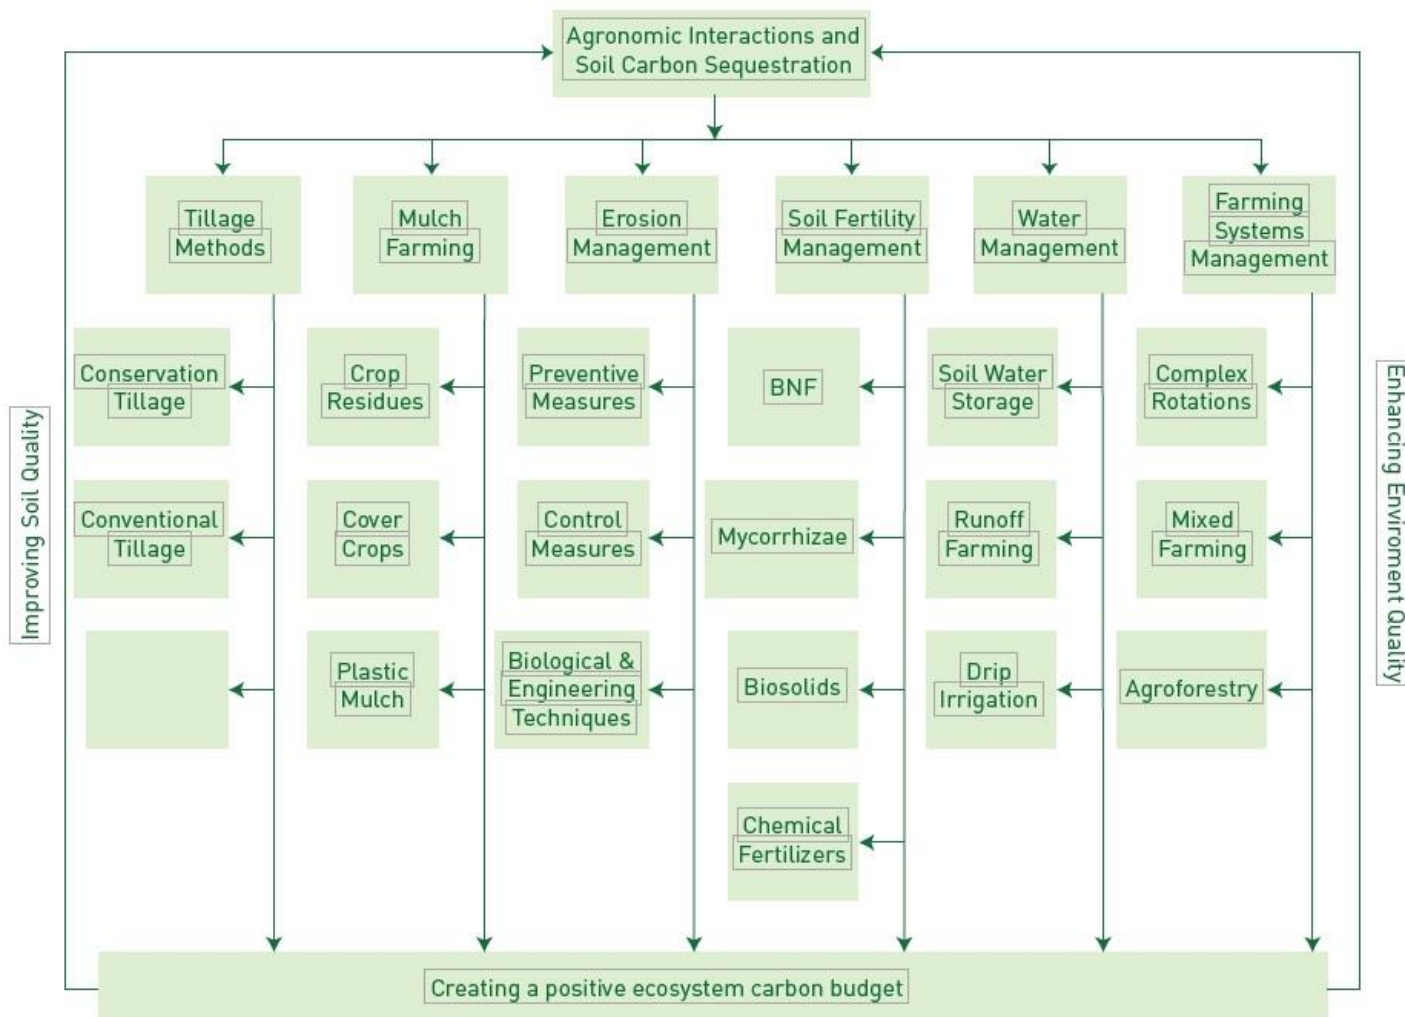 Agronomic Interactions and
Soil Carbon Sequestration
Tillage
Methods
Mulch
Farming
Erosion
Management
Soil Fertility
Management
Water
Management
Farming
Systems
Management
Conservation
Tillage
Crop
Residues
Preventive
Measures
BNF
Soil Water
Storage
Complex
Rotations
Conventional
Tillage
Cover
Crops
Control
Measures
Mycorrhizae
Runoff
Farming
Mixed
Farming
Plastic
Mulch
Biological &
Engineering
Techniques
Biosolids
Drip
Irrigation
Agroforestry
Chemical
Fertilizers
Creating a positive ecosystem carbon budget
Improving Soil Quality
Enhancing Enviroment Quality